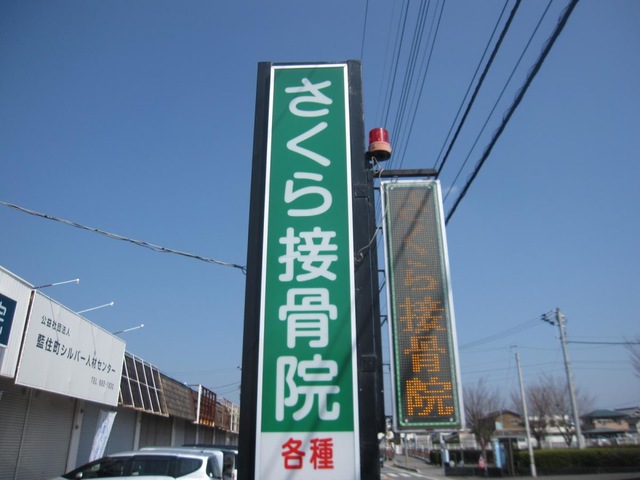 さくら接骨院
各種
さくら接骨院
公益社団法人
藍住町シルバー人材センター